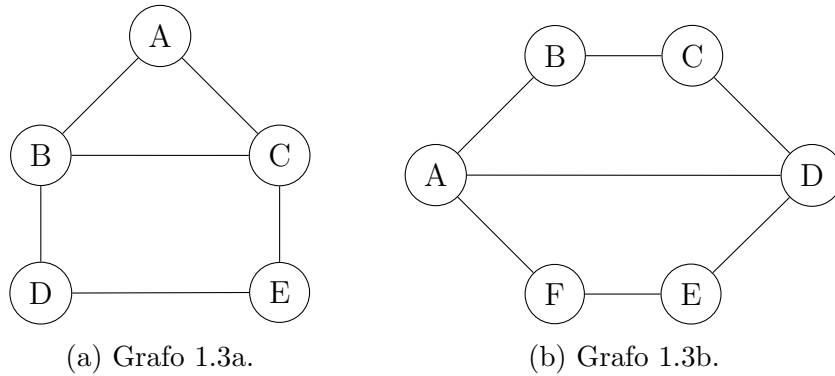 A
B C
D E
(a) Grafo 1.3a.
B C
A D
F E
(b) Grafo 1.3b.